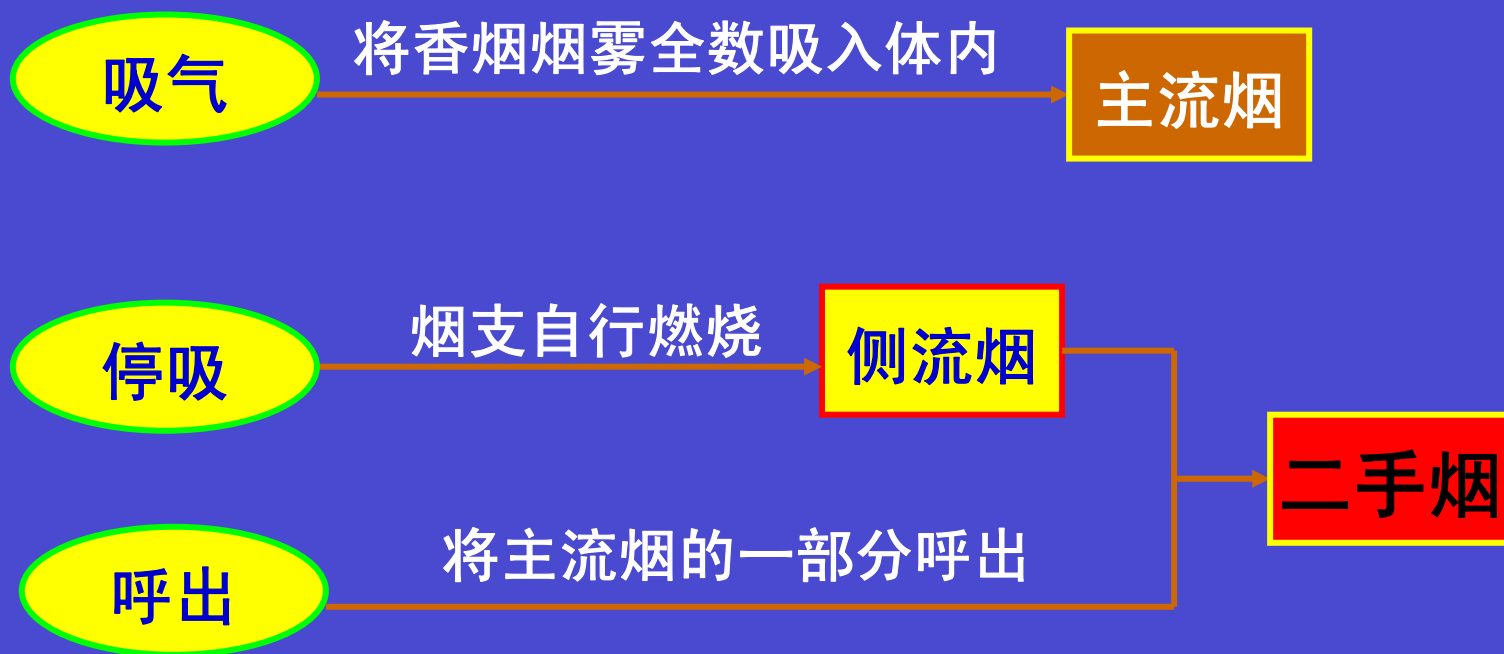 吸气
将香烟烟雾全数吸入体内
主流烟
停吸
烟支自行燃烧
侧流烟
二手烟
呼出
将主流烟的一部分呼出